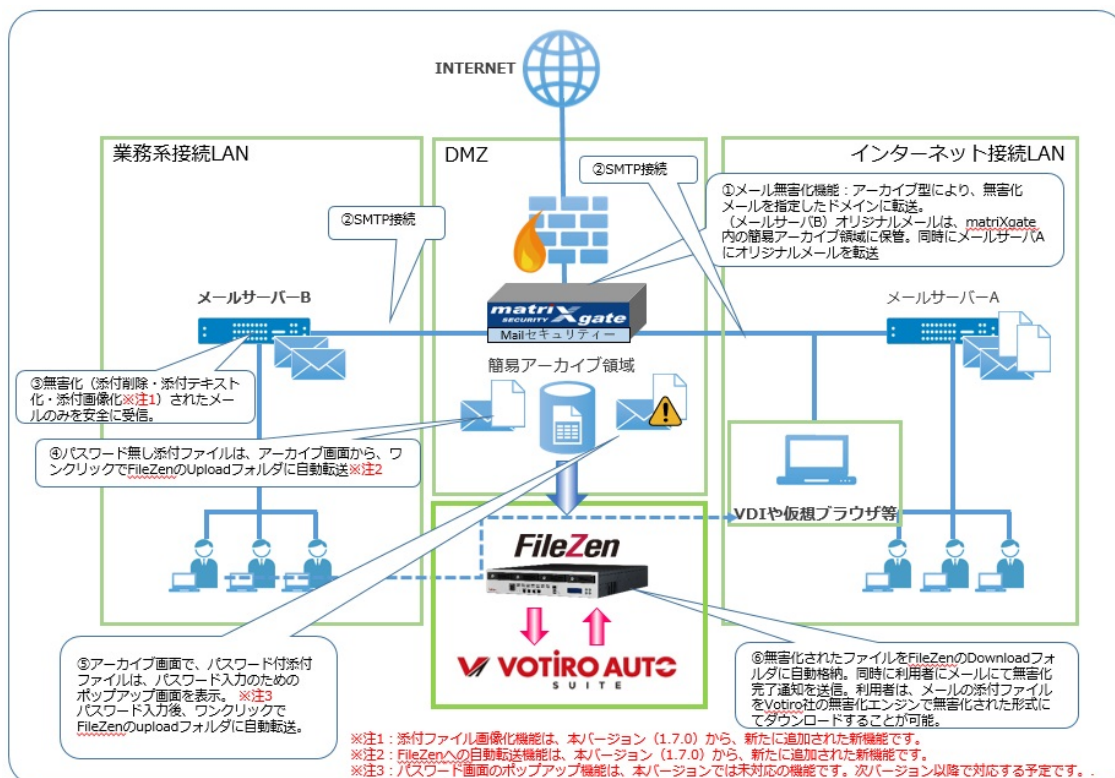 INTERNET
業務系接続LAN
DMZ
インターネット接続LAN
②SMTP接続
②SMTP接続
①メール無害化機能：アーカイブ型により、無害化
メールを指定したドメインに転送。
（メールサーバB）オリジナルメールは、matriXgate
内の簡易アーカイブ領域に保管。同時にメールサーバA
にオリジナルメールを転送
メールサーバーB
matriXgate
SECURITY
Mailセキュリティー
メールサーバーA
簡易アーカイブ領域
③無害化（添付削除・添付テキスト
化・添付画像化※注1）されたメー
ルのみを安全に受信。
④パスワード無し添付ファイルは、アーカイブ画面から、ワ
ンクリックでFileZenのUploadフォルダに自動転送※注2
VDIや仮想ブラウザ等
FileZen
VOTIRO AUTO
SUITE
⑤アーカイブ画面で、パスワード付添付
ファイルは、パスワード入力のための
ポップアップ画面を表示。※注3
パスワード入力後、ワンクリックで
FileZenのuploadフォルダに自動転送。
⑥無害化されたファイルをFileZenのDownloadフォ
ルダに自動格納。同時に利用者にメールにて無害化
完了通知を送信。利用者は、メールの添付ファイル
をVotiro社の無害化エンジンで無害化された形式に
てダウンロードすることが可能。
※注1：添付ファイル画像化機能は、本バージョン（1.7.0）から、新たに追加された新機能です。
※注2：FileZenへの自動転送機能は、本バージョン（1.7.0）から、新たに追加された新機能です。
※注3：パスワード画面のポップアップ機能は、本バージョンでは未対応の機能です。次バージョン以降で対応する予定です。.